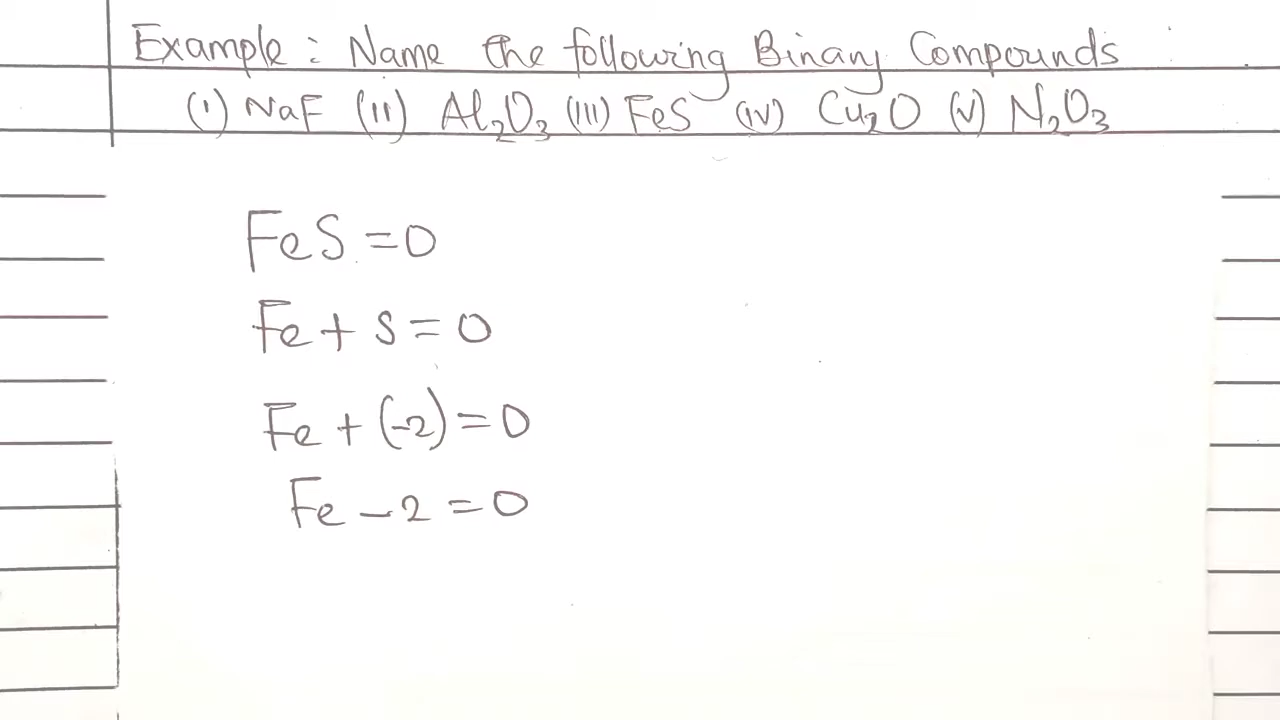 Example: Name the following Binary Compounds
(i) NaF (ii) Al₂O₃ (iii) FeS (iv) Cu₂O (v) N₂O₃
FeS = 0
Fe + S = 0
Fe + (-2) = 0
Fe - 2 = 0